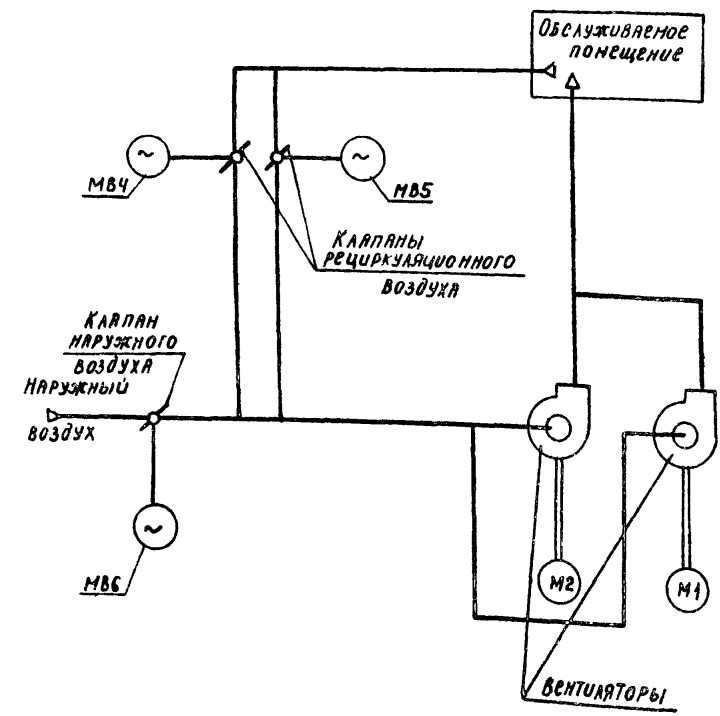 Обслуживаемое
помещение
МВ4
МВ5
Клапаны
рециркуляционного
воздуха
Клапан
наружного
воздуха
Наружный
воздух
МВ6
М2
М1
Вентиляторы